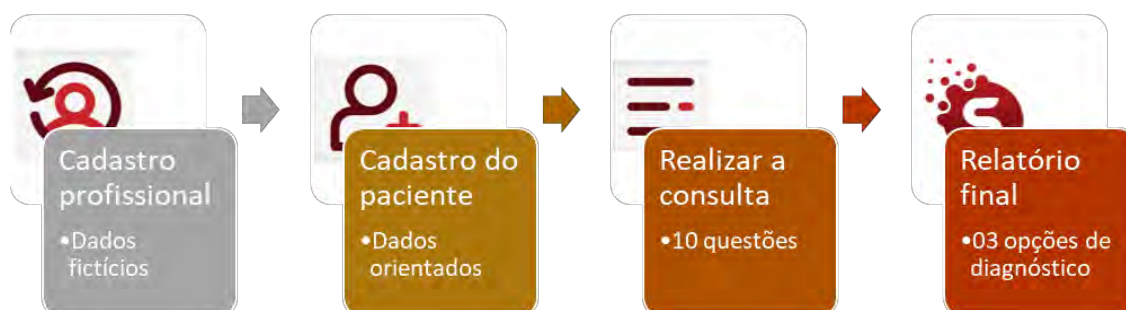 Cadastro
profissional
•Dados
fictícios
Cadastro do
paciente
•Dados
orientados
Realizar a
consulta
•10 questões
S
Relatório
final
•03 opções de
diagnóstico